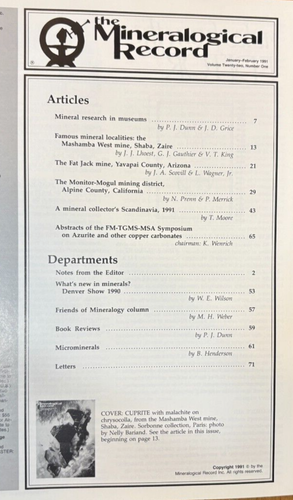 the
Mineralogical
Record
January-February 1991
Volume Twenty-two, Number One
Articles
Mineral research in museums 7
by P. J. Dunn & J. D. Grice
Famous mineral localities: the
Mashamba West mine, Shaba, Zaire 13
by J. J. Lhoest, G. J. Gauthier & V. T. King
The Fat Jack mine, Yavapai County, Arizona 21
by J. A. Scovill & L. Wagner, Jr.
The Monitor-Mogul mining district,
Alpine County, California 29
by N. Prenn & P. Merrick
A mineral collector's Scandinavia, 1991 43
by T. Moore
Abstracts of the FM-TGMS-MSA Symposium
on Azurite and other copper carbonates 65
chairman: K. Wenrich
Departments
Notes from the Editor 2
What's new in minerals?
Denver Show 1990 53
by W. E. Wilson
Friends of Mineralogy column 57
by M. H. Weber
Book Reviews 59
by P. J. Dunn
Microminerals 61
by B. Henderson
Letters 71
COVER: CUPRITE with malachite on
chrysocolla, from the Mashamba West mine,
Shaba, Zaire. Sorbonne collection, Paris; photo
by Nelly Bariand. See the article in this issue,
beginning on page 13.
Copyright 1991 © by the
Mineralogical Record Inc. All rights reserved.